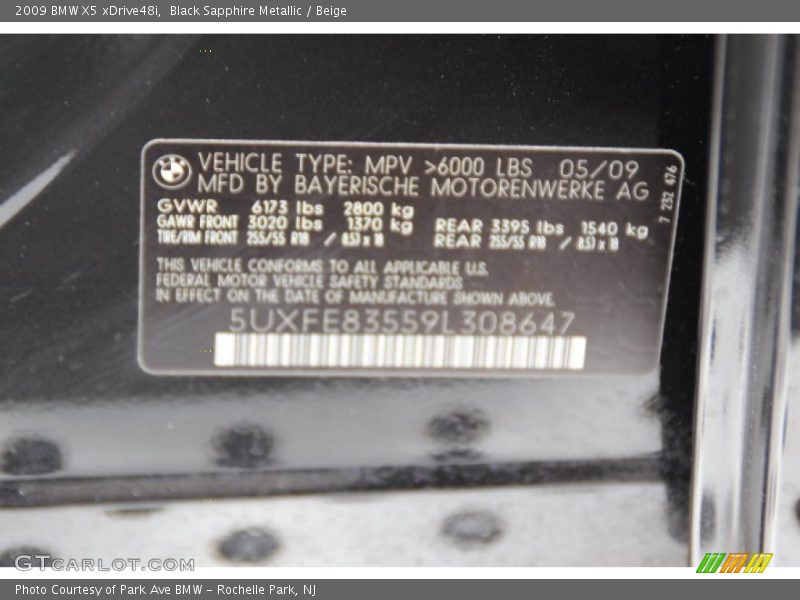 2009 BMW X5 xDrive48i,  Black Sapphire Metallic / Beige
VEHICLE TYPE: MPV >6000 LBS 05/09
MFD BY BAYERISCHE MOTORENWERKE AG
7 232 476
GVWR 6173 lbs 2800 kg
GAWR FRONT 3020 lbs 1370 kg REAR 3395 lbs 1540 kg
TIRE/RIM FRONT 255/55 R18 / 8.5J x 18 REAR 255/55 R18 / 8.5J x 18
THIS VEHICLE CONFORMS TO ALL APPLICABLE U.S.
FEDERAL MOTOR VEHICLE SAFETY STANDARDS
IN EFFECT ON THE DATE OF MANUFACTURE SHOWN ABOVE.
5UXFE83559L308647
GTCARLOT.COM
Photo Courtesy of Park Ave BMW - Rochelle Park, NJ